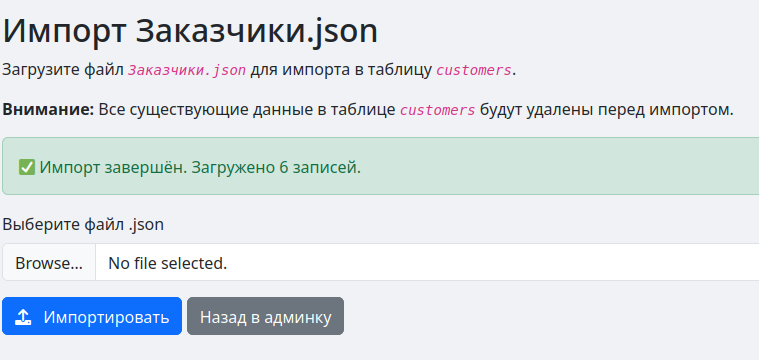 Импорт Заказчики.json
Загрузите файл Заказчики.json для импорта в таблицу customers.
Внимание: Все существующие данные в таблице customers будут удалены перед импортом.
✅ Импорт завершён. Загружено 6 записей.
Выберите файл .json
Browse... No file selected.
Импортировать Назад в админку